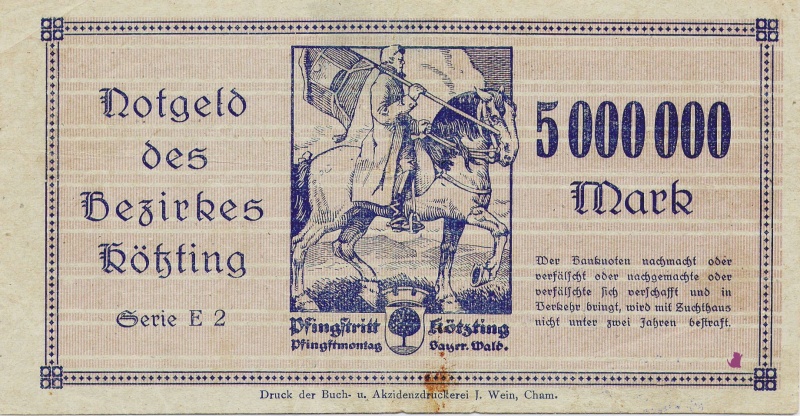 Notgeld
des
Bezirkes
Kötzting
Serie E 2
Pfingstritt Kötzting
Pfingstmontag Bayer. Wald.
5 000 000
Mark
Wer Banknoten nachmacht oder
verfälscht oder nachgemachte oder
verfälschte sich verschafft und in
Verkehr bringt, wird mit Zuchthaus
nicht unter zwei Jahren bestraft.
Druck der Buch- u. Akzidenzdruckerei J. Wein, Cham.